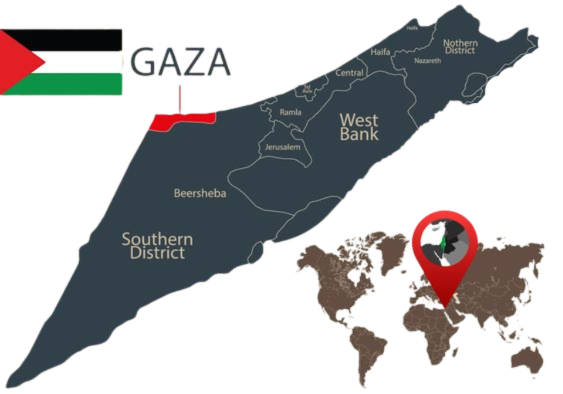 GAZA
Haifa
Haifa
Nothern
District
Nazareth
Central
Tel
Aviv
Ramla
West
Bank
Jerusalem
Beersheba
Southern
District